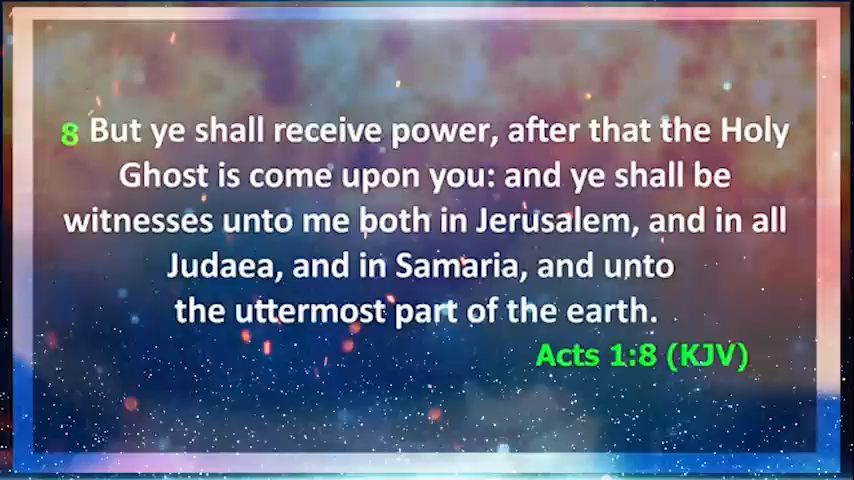 8 But ye shall receive power, after that the Holy
Ghost is come upon you: and ye shall be
witnesses unto me both in Jerusalem, and in all
Judaea, and in Samaria, and unto
the uttermost part of the earth.
Acts 1:8 (KJV)